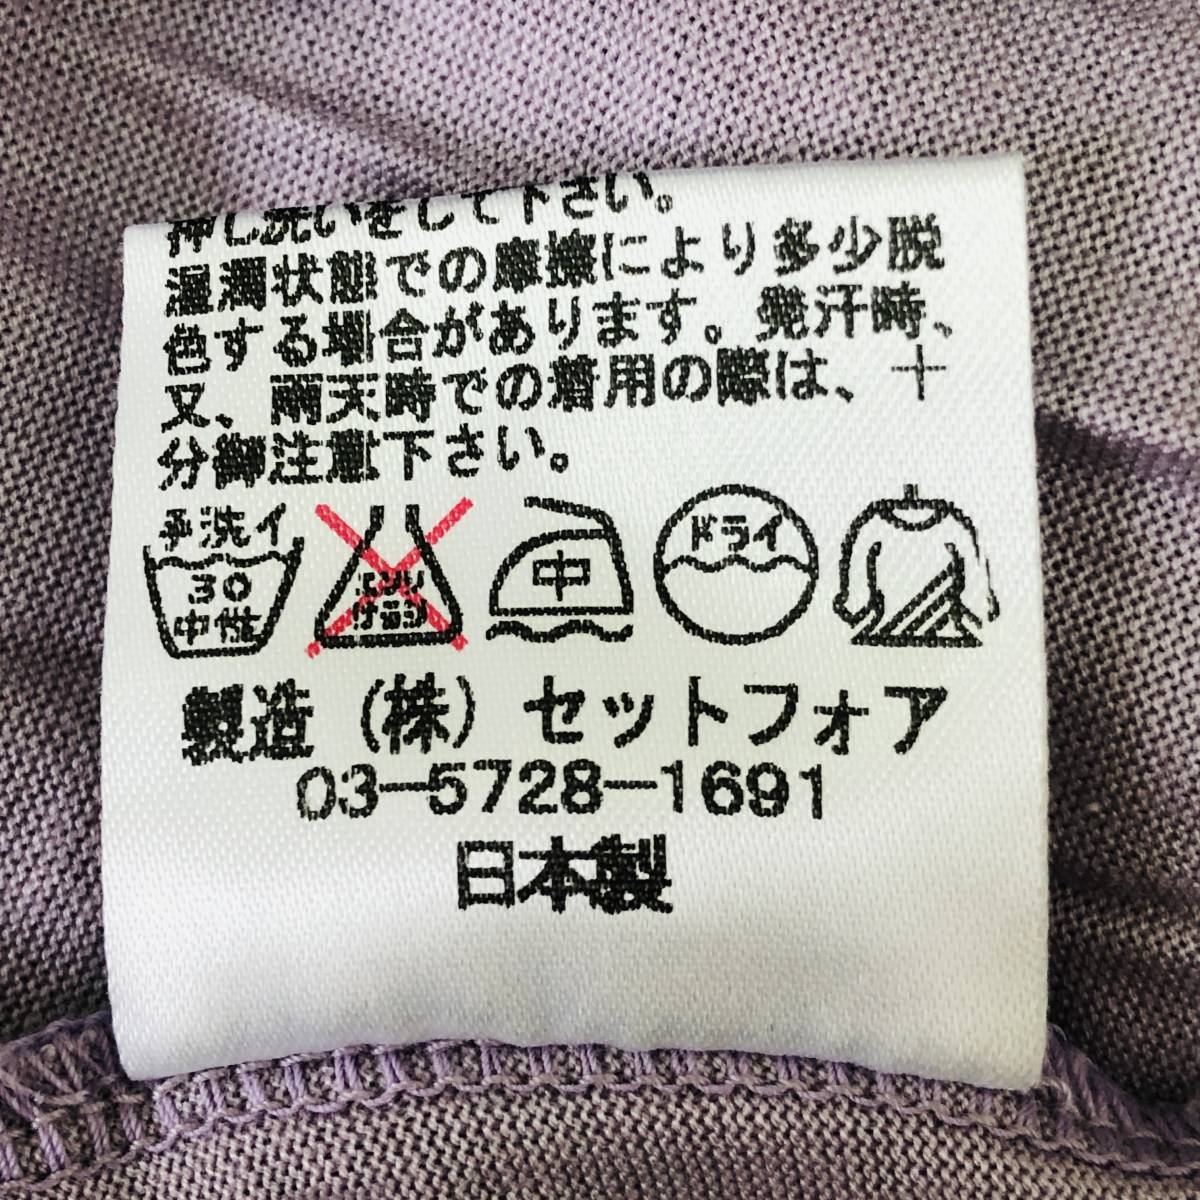 押し洗いをして下さい。
湿潤状態での摩擦により多少脱
色する場合があります。発汗時、
又、雨天時での着用の際は、十
分御注意下さい。
手洗イ
30
中性
エンソ
サラシ
中
ドライ
製造（株）セットフォア
03-5728-1691
日本製